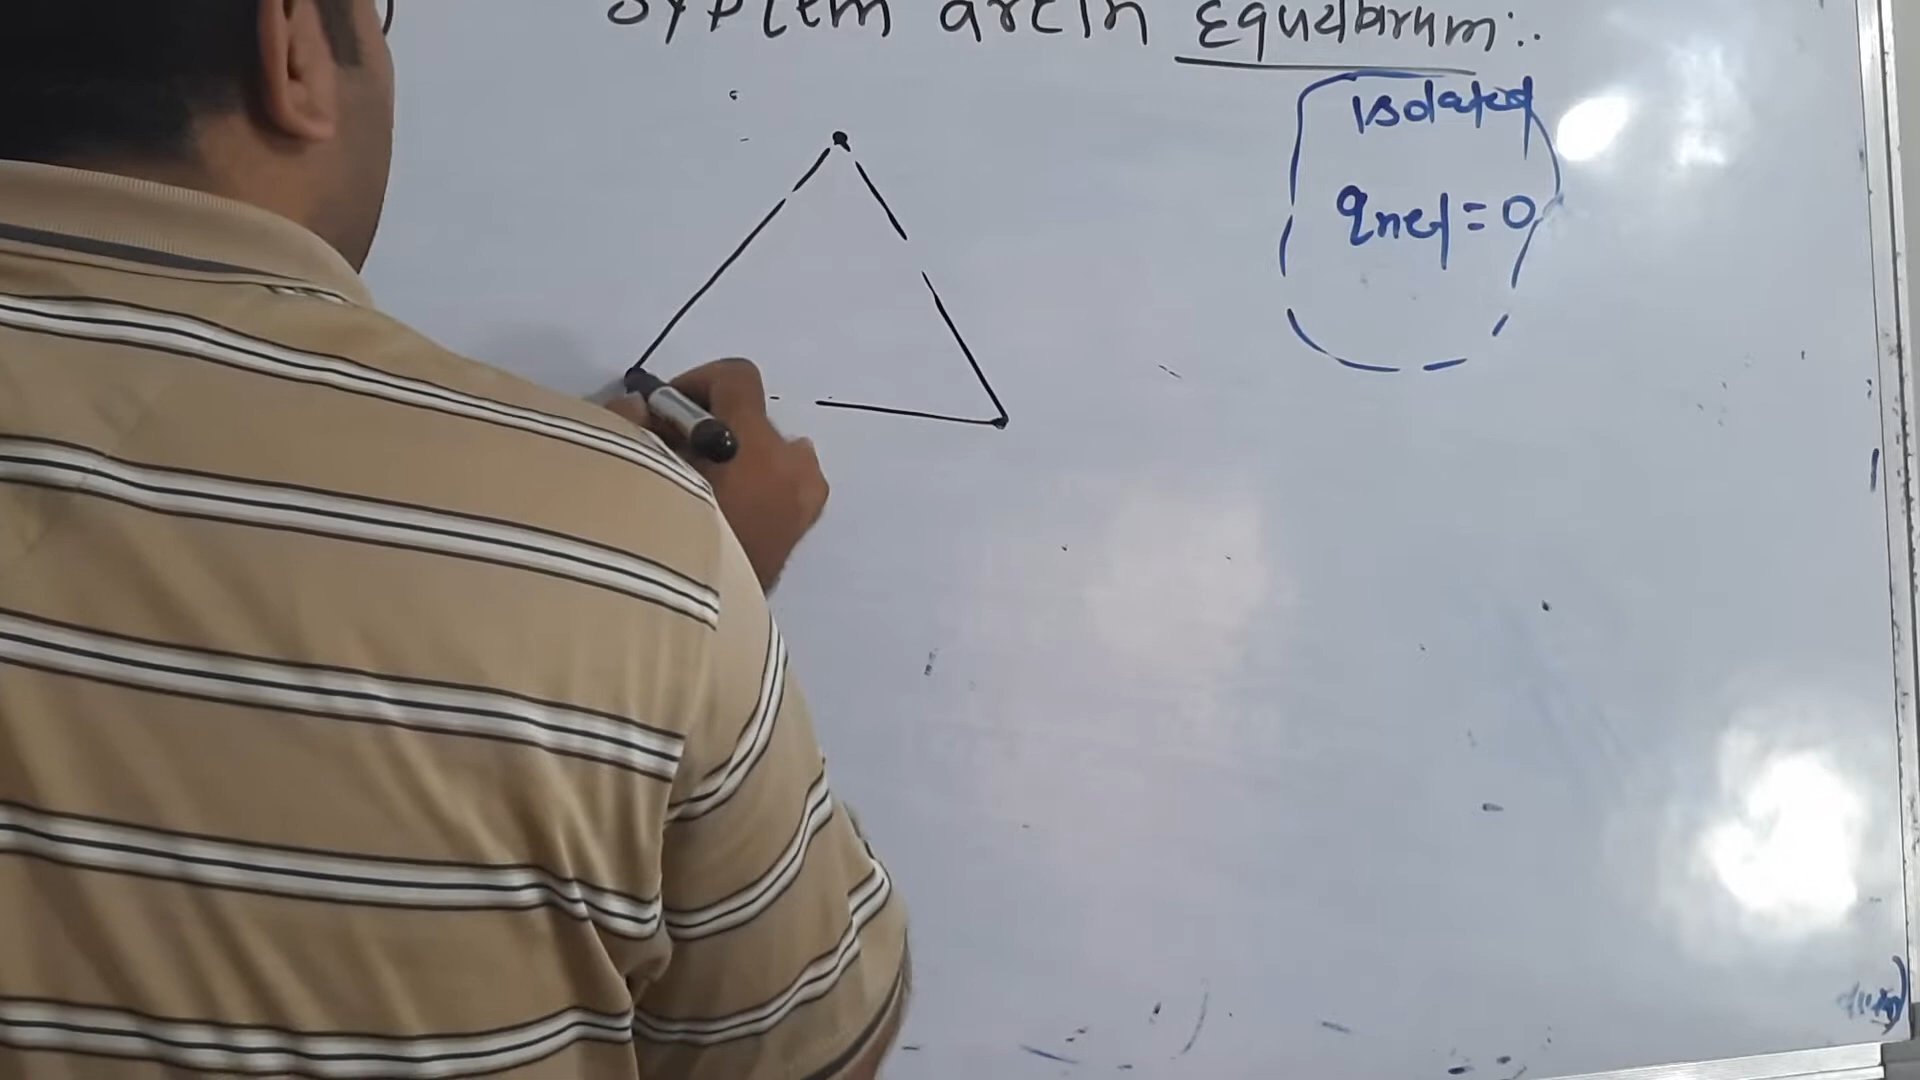 System are in Equilibrium:.
isolated
qnet = 0